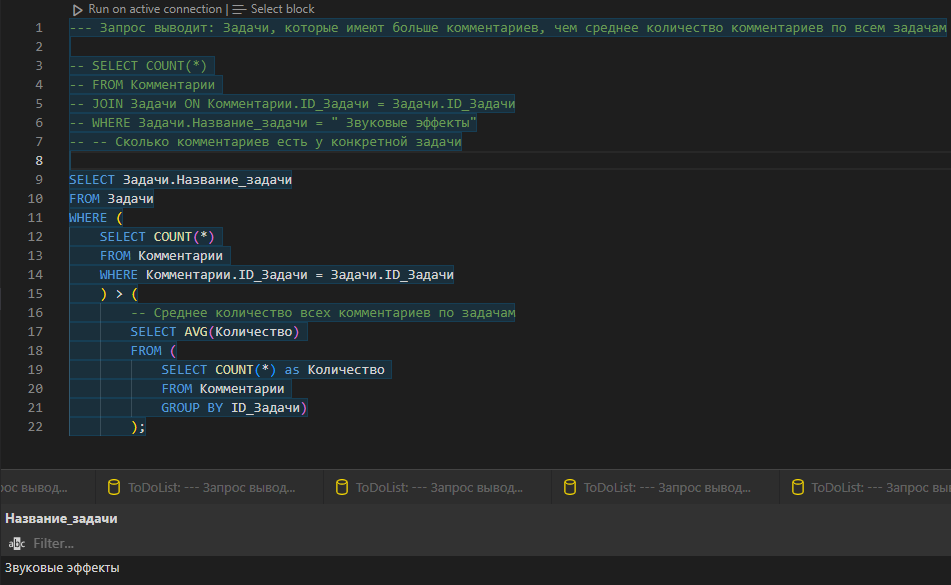 Run on active connection | Select block
1 --- Запрос выводит: Задачи, которые имеют больше комментариев, чем среднее количество комментариев по всем задачам
2
3 -- SELECT COUNT(*)
4 -- FROM Комментарии
5 -- JOIN Задачи ON Комментарии.ID_Задачи = Задачи.ID_Задачи
6 -- WHERE Задачи.Название_задачи = " Звуковые эффекты"
7 -- -- Сколько комментариев есть у конкретной задачи
8
9 SELECT Задачи.Название_задачи
10 FROM Задачи
11 WHERE (
12 SELECT COUNT(*)
13 FROM Комментарии
14 WHERE Комментарии.ID_Задачи = Задачи.ID_Задачи
15 ) > (
16 -- Среднее количество всех комментариев по задачам
17 SELECT AVG(Количество)
18 FROM (
19 SELECT COUNT(*) as Количество
20 FROM Комментарии
21 GROUP BY ID_Задачи)
22 );
рос вывод... ToDoList: --- Запрос вывод... ToDoList: --- Запрос вывод... ToDoList: --- Запрос вывод... ToDoList: --- Запрос вы
Название_задачи
abc Filter...
Звуковые эффекты